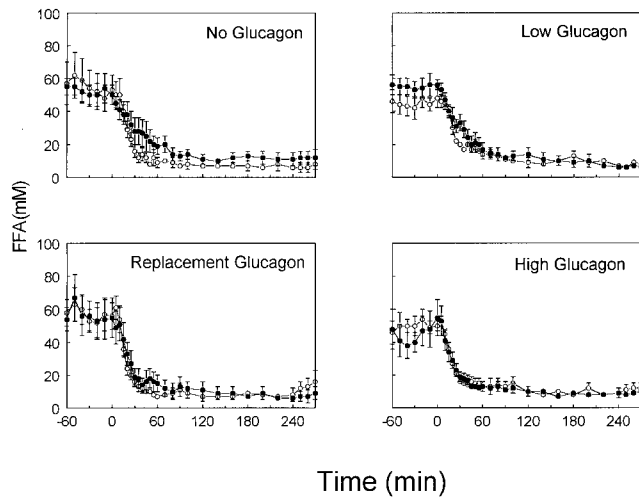 No Glucagon
Low Glucagon
100
80
60
40
20
0
FFA(mM)
Replacement Glucagon
High Glucagon
100
80
60
40
20
0
-60 0 60 120 180 240
-60 0 60 120 180 240
Time (min)